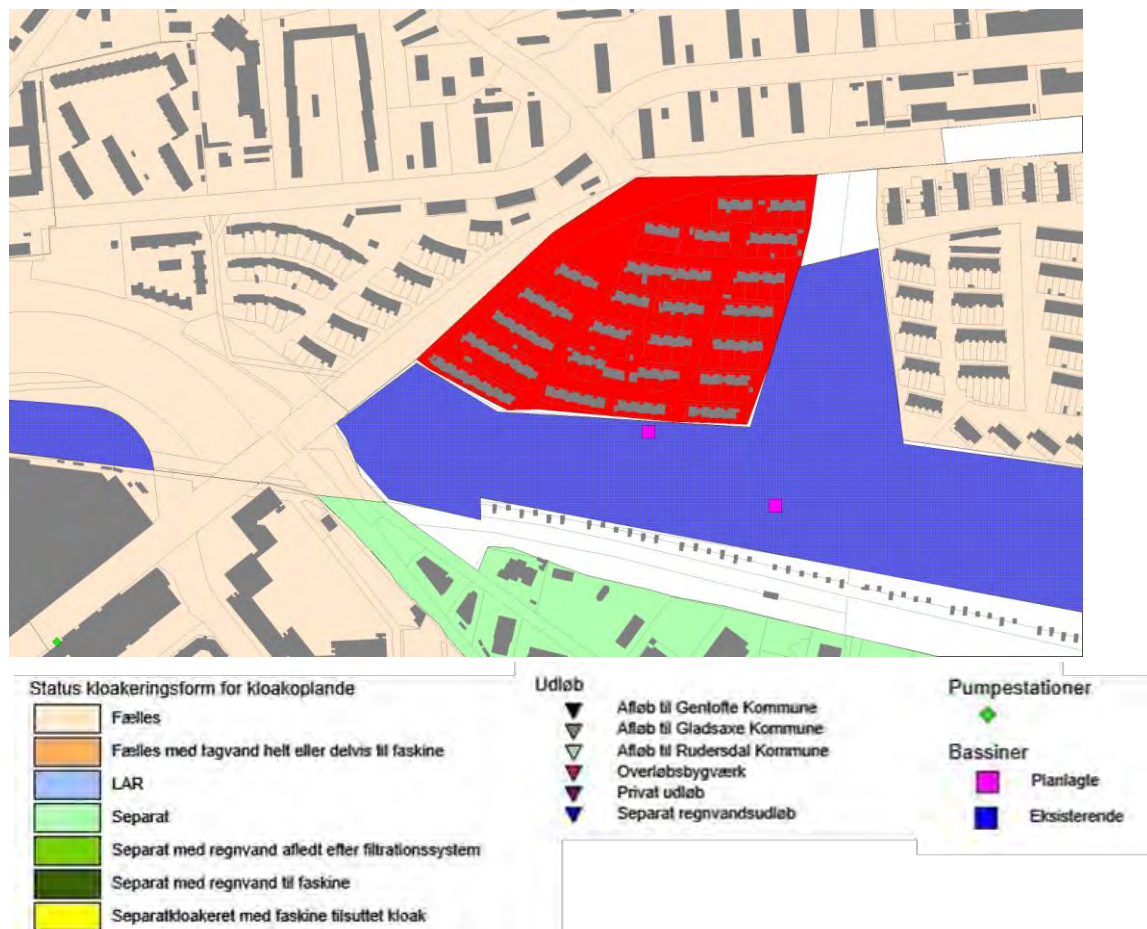 Status kloakeringsform for kloakoplande
Fælles
Fælles med tagvand helt eller delvis til faskine
LAR
Separat
Separat med regnvand afledt efter filtrationssystem
Separat med regnvand til faskine
Separatkloakeret med faskine tilsuttet kloak
Udløb
Afløb til Gentofte Kommune
Afløb til Gladsaxe Kommune
Afløb til Rudersdal Kommune
Overløbsbygværk
Privat udløb
Separat regnvandsudløb
Pumpestationer
Bassiner
Planlagte
Eksisterende